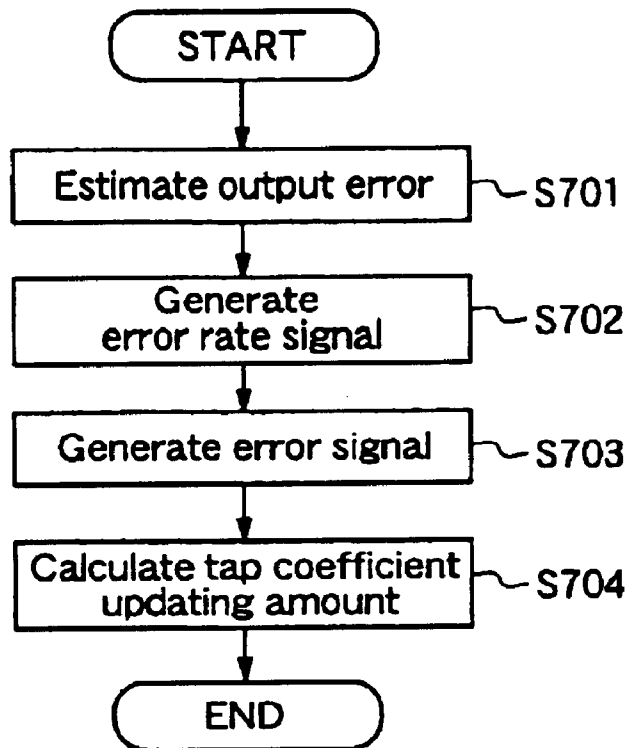 START
Estimate output error
S701
Generate
error rate signal
S702
Generate error signal
S703
Calculate tap coefficient
updating amount
S704
END